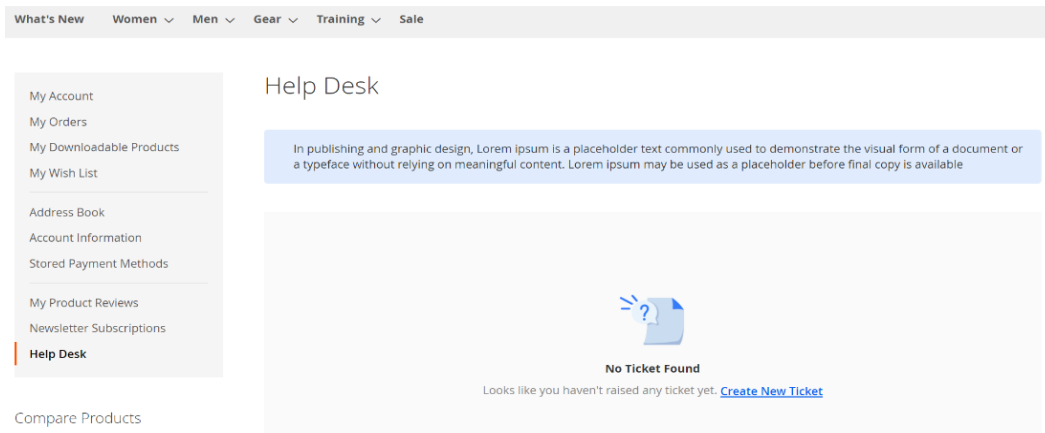 What's New Women Men Gear Training Sale
My Account
My Orders
My Downloadable Products
My Wish List
Address Book
Account Information
Stored Payment Methods
My Product Reviews
Newsletter Subscriptions
Help Desk
Compare Products
Help Desk
In publishing and graphic design, Lorem ipsum is a placeholder text commonly used to demonstrate the visual form of a document or
a typeface without relying on meaningful content. Lorem ipsum may be used as a placeholder before final copy is available
?
No Ticket Found
Looks like you haven't raised any ticket yet. Create New Ticket